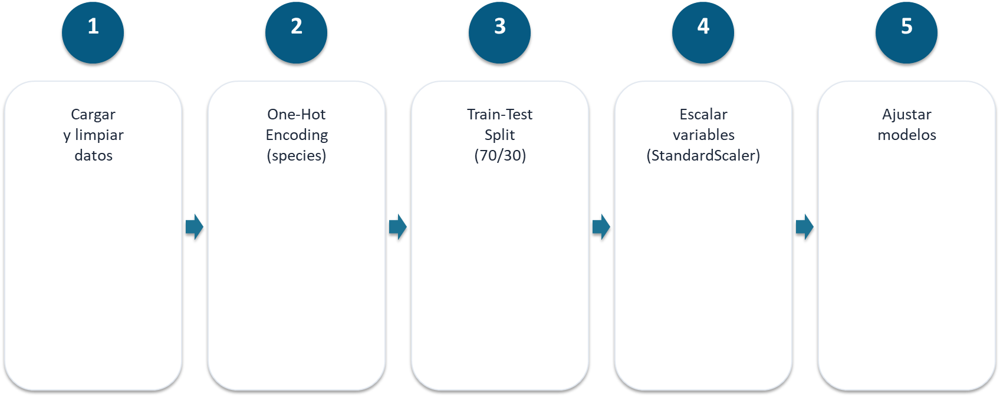 1
2
3
4
5
Cargar
y limpiar
datos
One-Hot
Encoding
(species)
Train-Test
Split
(70/30)
Escalar
variables
(StandardScaler)
Ajustar
modelos